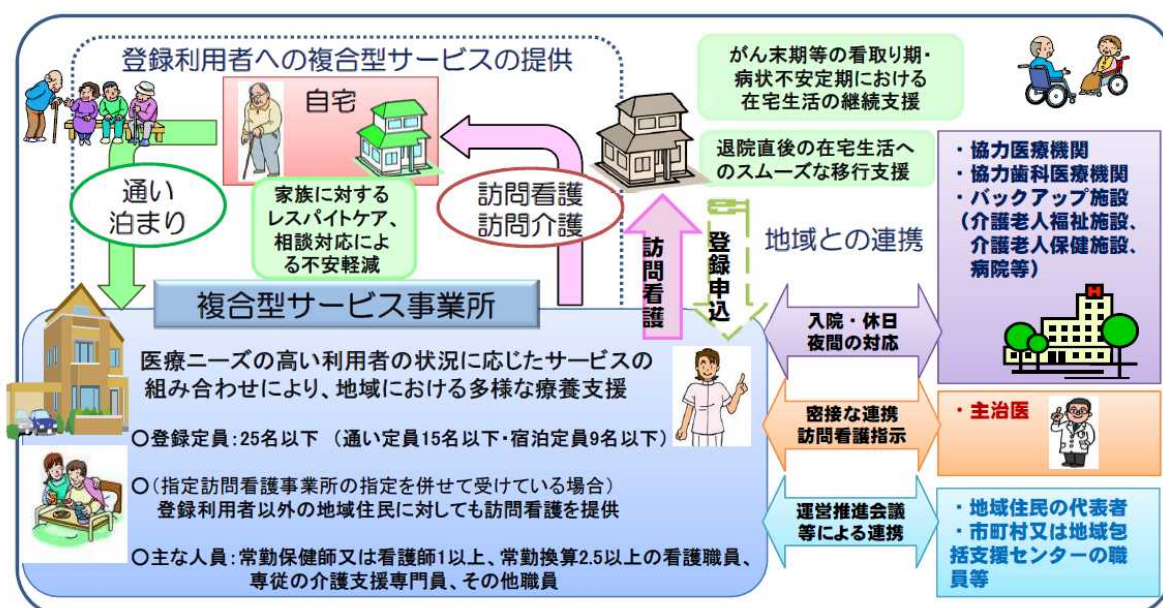 登録利用者への複合型サービスの提供
自宅
通い
泊まり
家族に対する
レスパイトケア、
相談対応によ
る不安軽減
訪問看護
訪問介護
がん末期等の看取り期・
病状不安定期における
在宅生活の継続支援
退院直後の在宅生活へ
のスムーズな移行支援
訪問看護
登録申込
地域との連携
・協力医療機関
・協力歯科医療機関
・バックアップ施設
（介護老人福祉施設、
介護老人保健施設、
病院等）
H
複合型サービス事業所
医療ニーズの高い利用者の状況に応じたサービスの
組み合わせにより、地域における多様な療養支援
○登録定員：25名以下　（通い定員15名以下・宿泊定員9名以下）
○（指定訪問看護事業所の指定を併せて受けている場合）
登録利用者以外の地域住民に対しても訪問看護を提供
○主な人員：常勤保健師又は看護師1以上、常勤換算2.5以上の看護職員、
専従の介護支援専門員、その他職員
入院・休日
夜間の対応
密接な連携
訪問看護指示
・主治医
運営推進会議
等による連携
・地域住民の代表者
・市町村又は地域包
括支援センターの職
員等